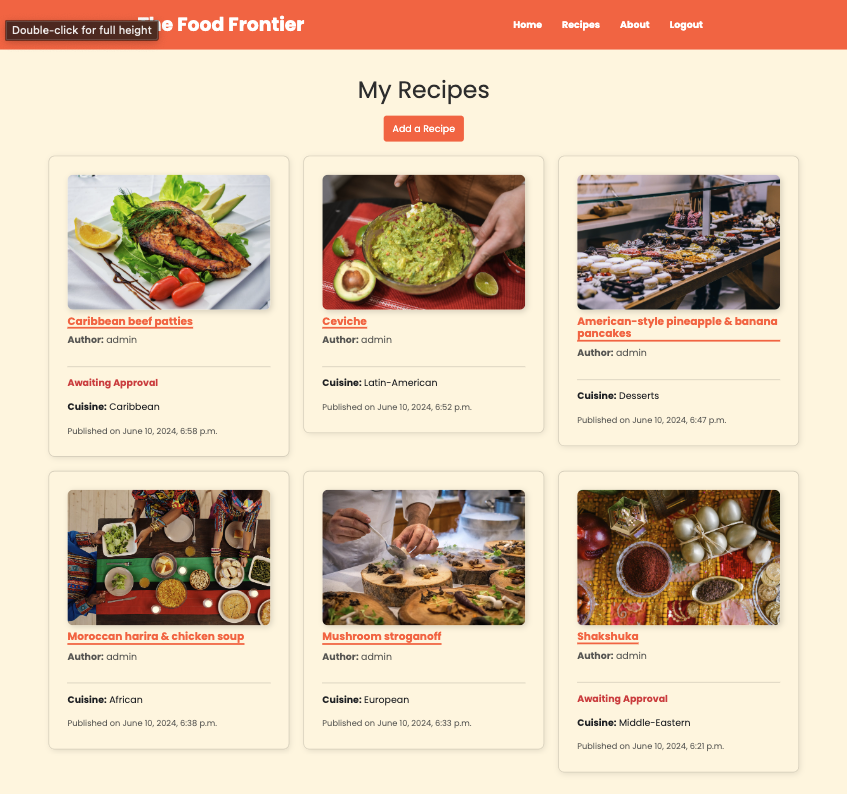 The Food Frontier
Home Recipes About Logout
Double-click for full height
My Recipes
Add a Recipe
Caribbean beef patties
Author: admin
Awaiting Approval
Cuisine: Caribbean
Published on June 10, 2024, 6:58 p.m.
Ceviche
Author: admin
Cuisine: Latin-American
Published on June 10, 2024, 6:52 p.m.
American-style pineapple & banana
pancakes
Author: admin
Cuisine: Desserts
Published on June 10, 2024, 6:47 p.m.
Moroccan harira & chicken soup
Author: admin
Cuisine: African
Published on June 10, 2024, 6:38 p.m.
Mushroom stroganoff
Author: admin
Cuisine: European
Published on June 10, 2024, 6:33 p.m.
Shakshuka
Author: admin
Awaiting Approval
Cuisine: Middle-Eastern
Published on June 10, 2024, 6:21 p.m.